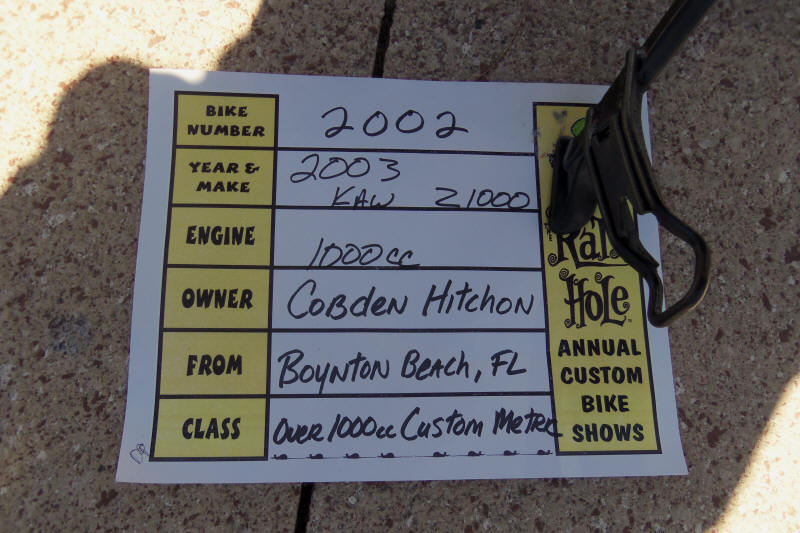 BIKE NUMBER 2002
YEAR & MAKE 2003
KAW Z1000
ENGINE 1000cc
OWNER COBDEN HITCHON
FROM BOYNTON BEACH, FL
CLASS OVER 1000cc CUSTOM METRIC
RAT'S
HOLE
ANNUAL
CUSTOM
BIKE
SHOWS